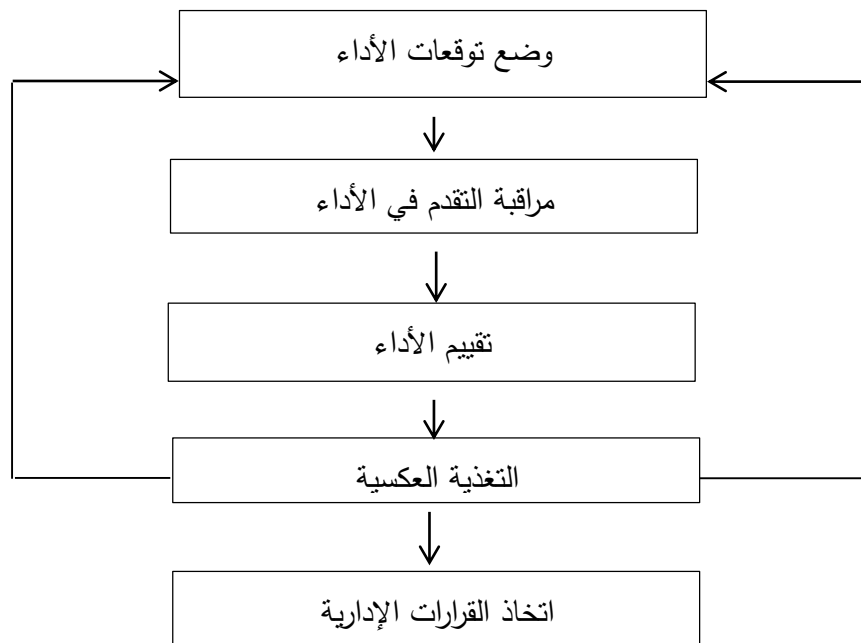 وضع توقعات الأداء
مراقبة التقدم في الأداء
تقييم الأداء
التغذية العكسية
اتخاذ القرارات الإدارية